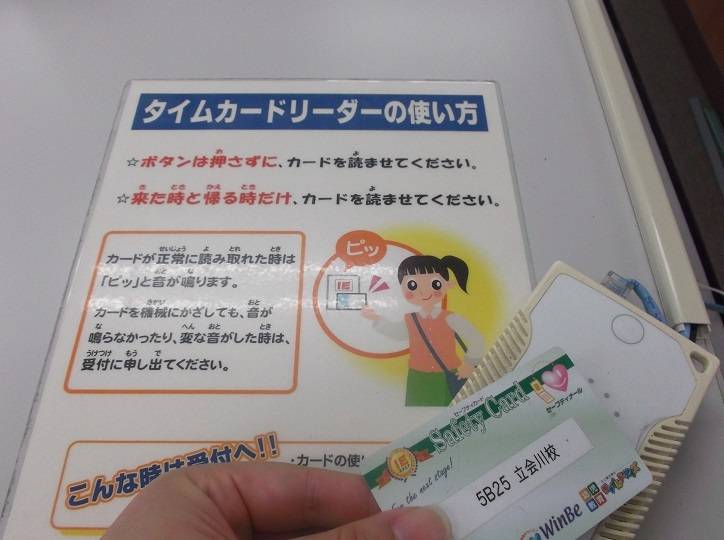 タイムカードリーダーの使い方
☆ボタンは押さずに、カードを読ませてください。
☆来た時と帰る時だけ、カードを読ませてください。
カードが正常に読み取れた時は
「ピッ」と音が鳴ります。
カードを機械にかざしても、音が
鳴らなかったり、変な音がした時は、
受付に申し出てください。
ピッ
こんな時は受付へ!!
・カードの使い
セーフティカード
Safety Card
セーフティメール
for the next stage!
5B25 立会川校
WinBe